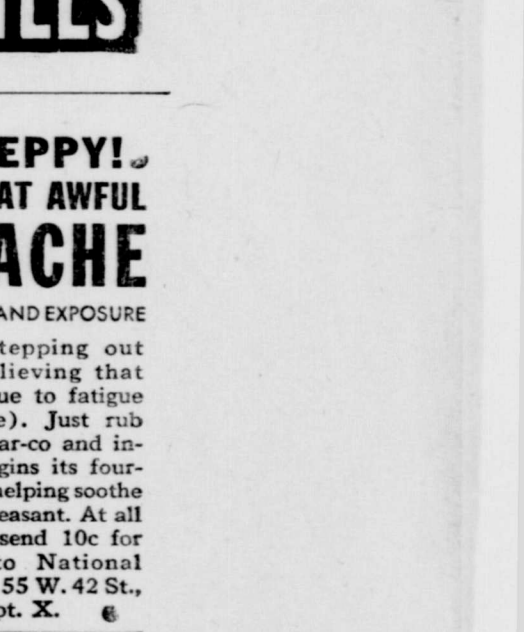 ILLS
EPPY!
AT AWFUL
ACHE
AND EXPOSURE
tepping out
lieving that
ue to fatigue
e). Just rub
ar-co and in-
gins its four-
elping soothe
easant. At all
send 10c for
to National
55 W. 42 St.,
pt. X.